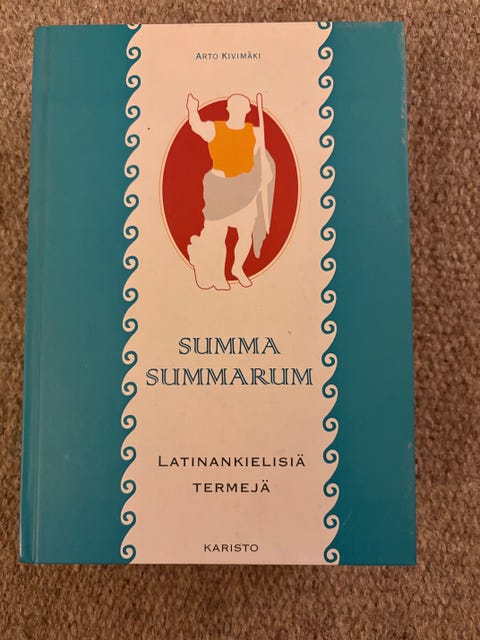 ARTO KIVIMÄKI
SUMMA
SUMMARUM
LATINANKIELISIÄ
TERMEJÄ
KARISTO